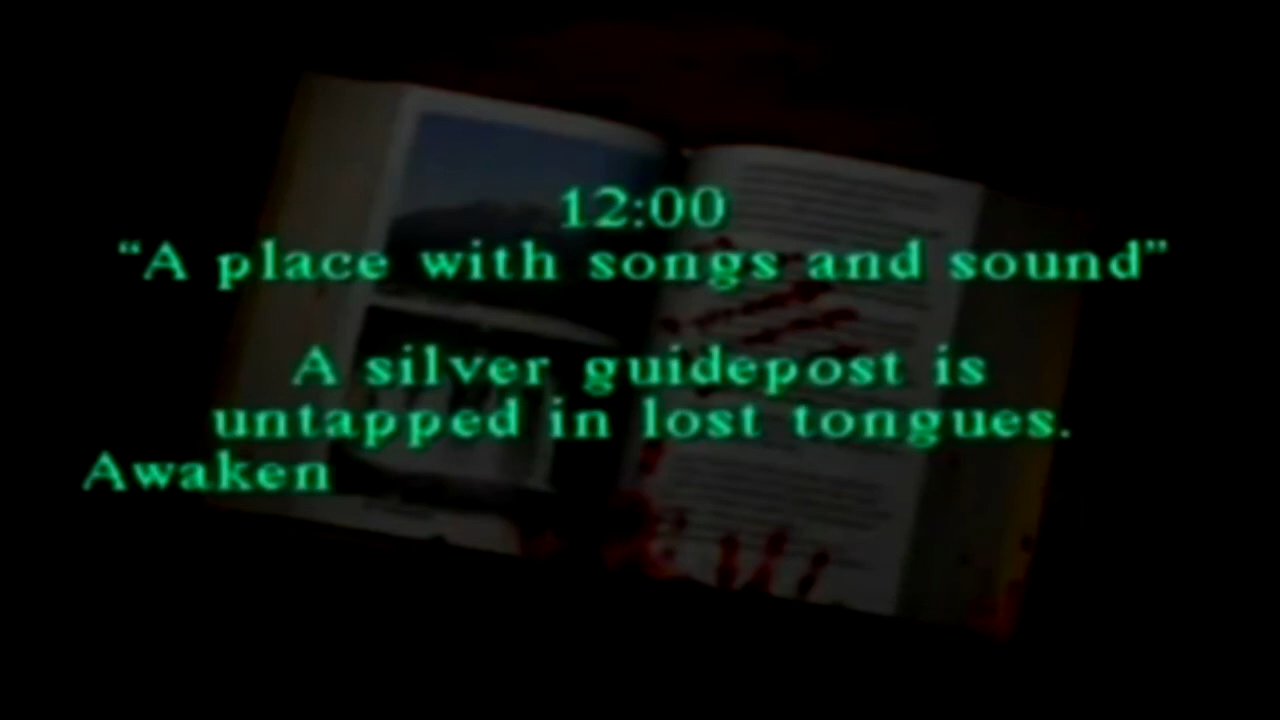 12:00
“A place with songs and sound”
A silver guidepost is
untapped in lost tongues.
Awaken